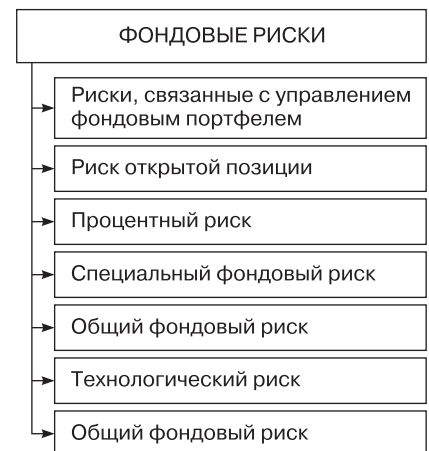 ФОНДОВЫЕ РИСКИ
Риски, связанные с управлением
фондовым портфелем
Риск открытой позиции
Процентный риск
Специальный фондовый риск
Общий фондовый риск
Технологический риск
Общий фондовый риск